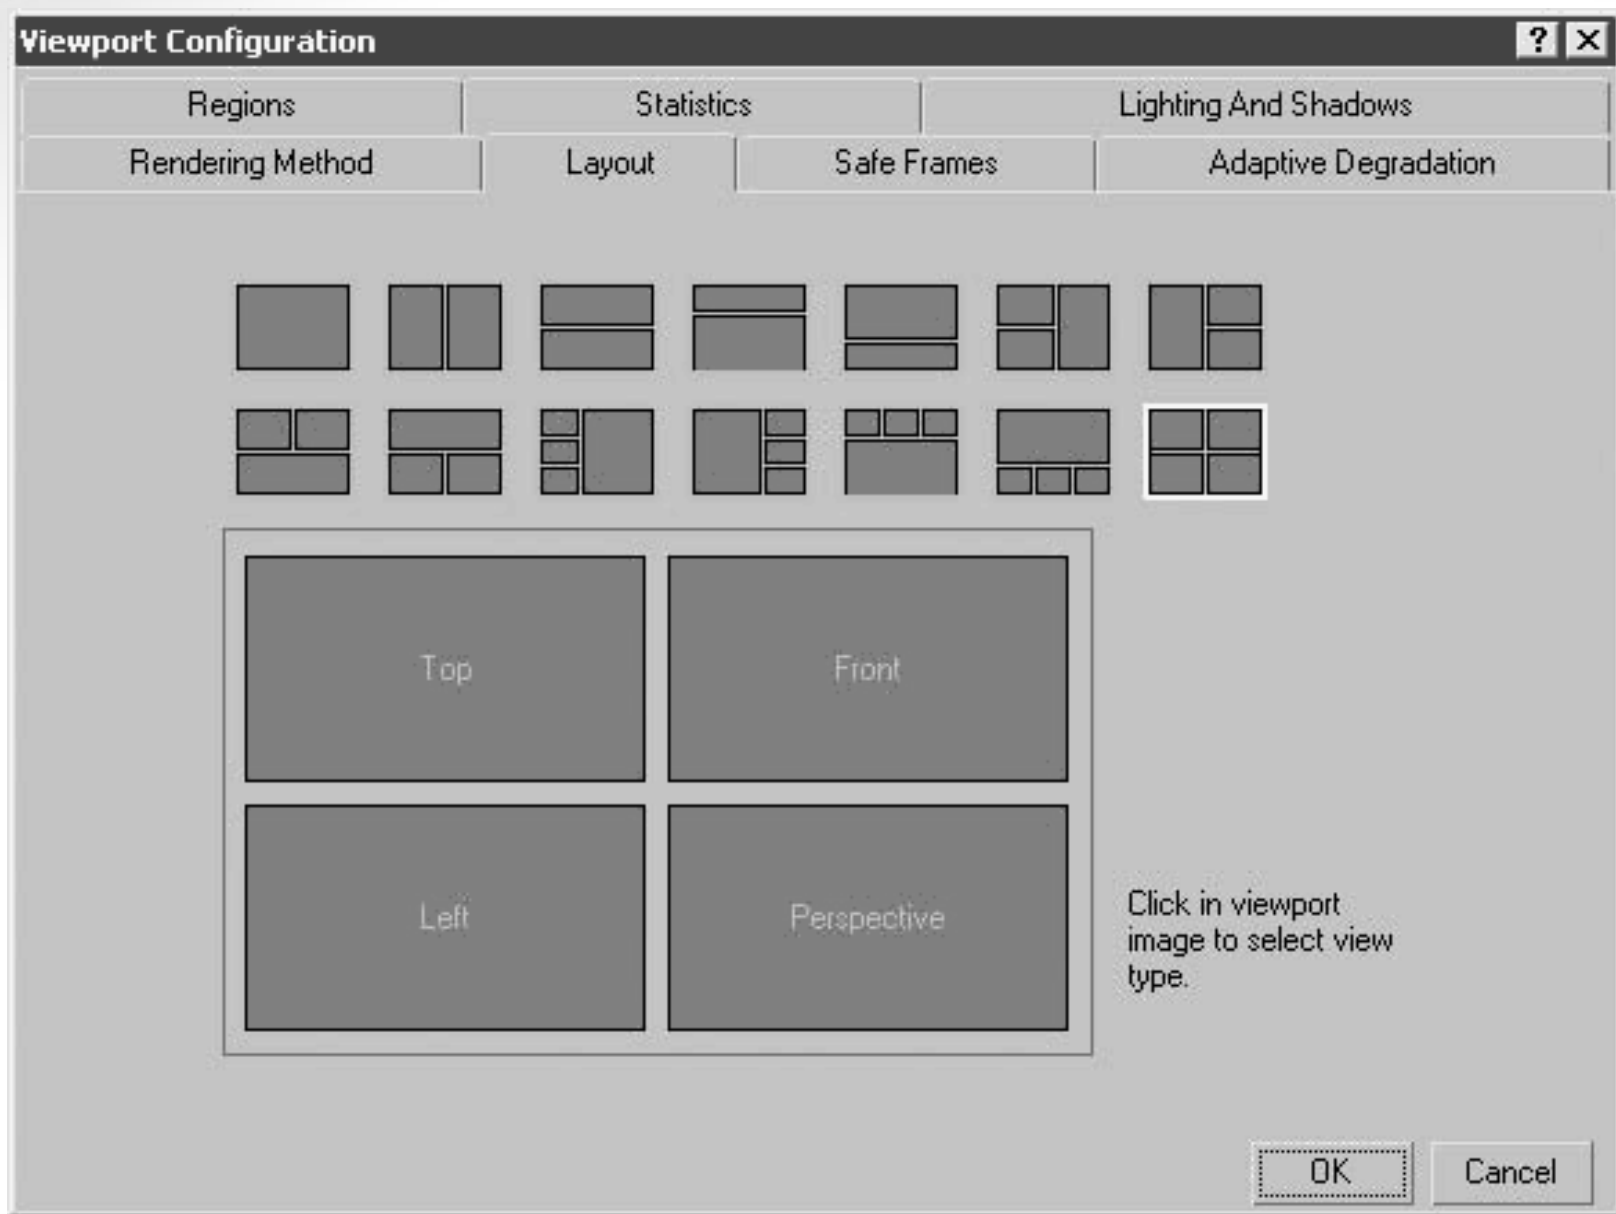 Viewport Configuration
?
Regions
Statistics
Lighting And Shadows
Rendering Method
Layout
Safe Frames
Adaptive Degradation
Top
Front
Left
Perspective
Click in viewport
image to select view
type.
OK
Cancel